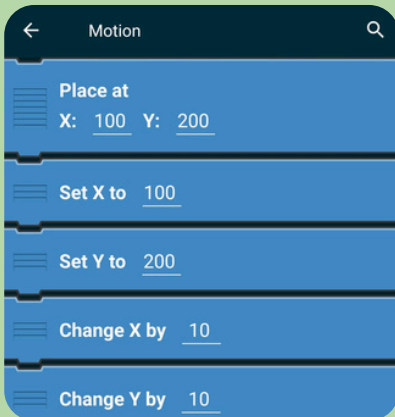 Motion
Place at
X: 100 Y: 200
Set X to 100
Set Y to 200
Change X by 10
Change Y by 10